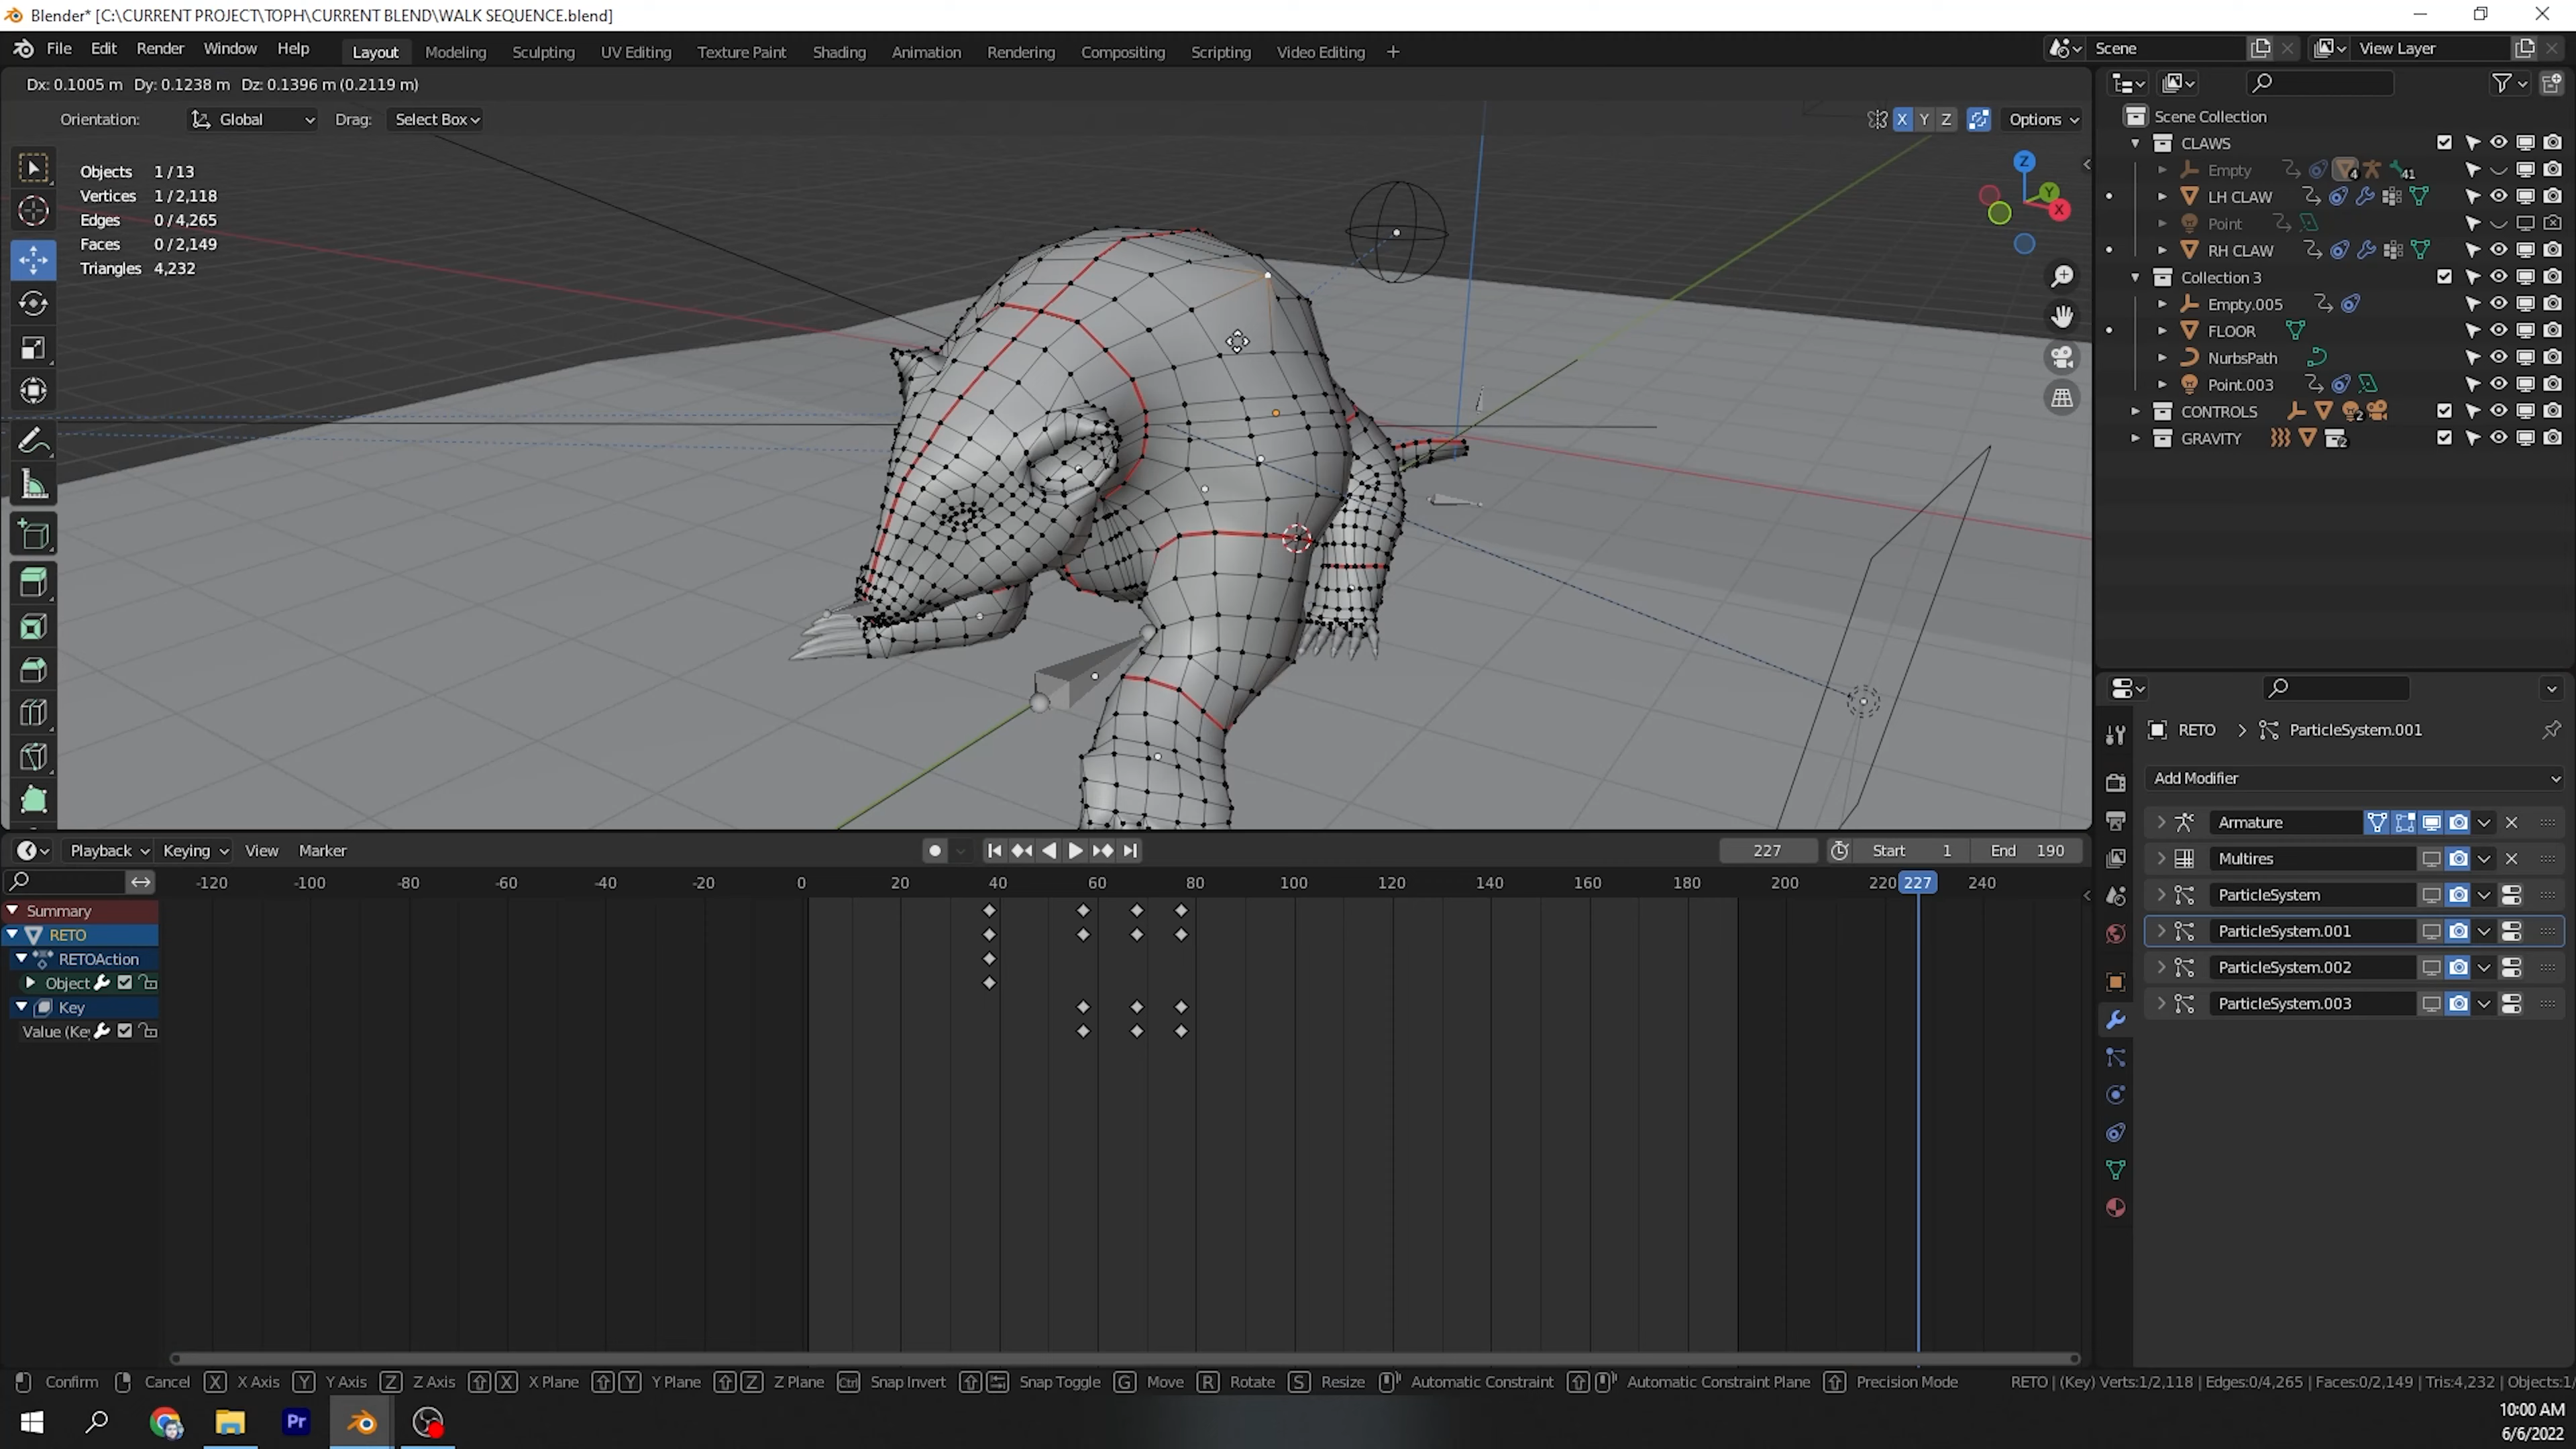 Blender* [C:\CURRENT PROJECT\TOPH\CURRENT BLEND\WALK SEQUENCE.blend]
File Edit Render Window Help Layout Modeling Sculpting UV Editing Texture Paint Shading Animation Rendering Compositing Scripting Video Editing + Scene View Layer
Dx: 0.1005 m Dy: 0.1238 m Dz: 0.1396 m (0.2119 m)
Orientation: Global Drag: Select Box X Y Z Options
Objects 1 / 13
Vertices 1 / 2,118
Edges 0 / 4,265
Faces 0 / 2,149
Triangles 4,232
Z
Y
X
Scene Collection
CLAWS
Empty 4 41
LH CLAW
Point
RH CLAW
Collection 3
Empty.005
FLOOR
NurbsPath
Point.003
CONTROLS 2
GRAVITY 2
RETO > ParticleSystem.001
Add Modifier
Armature
Multires
ParticleSystem
ParticleSystem.001
ParticleSystem.002
ParticleSystem.003
Playback Keying View Marker 227 Start 1 End 190
-120 -100 -80 -60 -40 -20 0 20 40 60 80 100 120 140 160 180 200 220 227 240
Summary
RETO
RETOAction
Object
Key
Value (Key
Confirm Cancel X X Axis Y Y Axis Z Z Axis X X Plane Y Y Plane Z Z Plane Ctrl Snap Invert Snap Toggle G Move R Rotate S Resize Automatic Constraint Automatic Constraint Plane Precision Mode RETO | (Key) Verts:1/2,118 | Edges:0/4,265 | Faces:0/2,149 | Tris:4,232 | Objects:1/
Pr
10:00 AM
6/6/2022